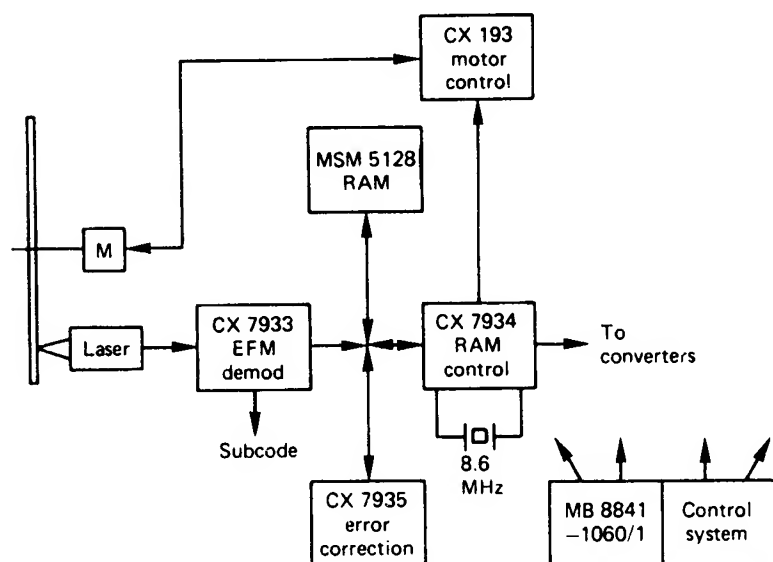 CX 193
motor
control
MSM 5128
RAM
M
Laser
CX 7933
EFM
demod
CX 7934
RAM
control
To
converters
Subcode
8.6
MHz
CX 7935
error
correction
MB 8841
–1060/1
Control
system